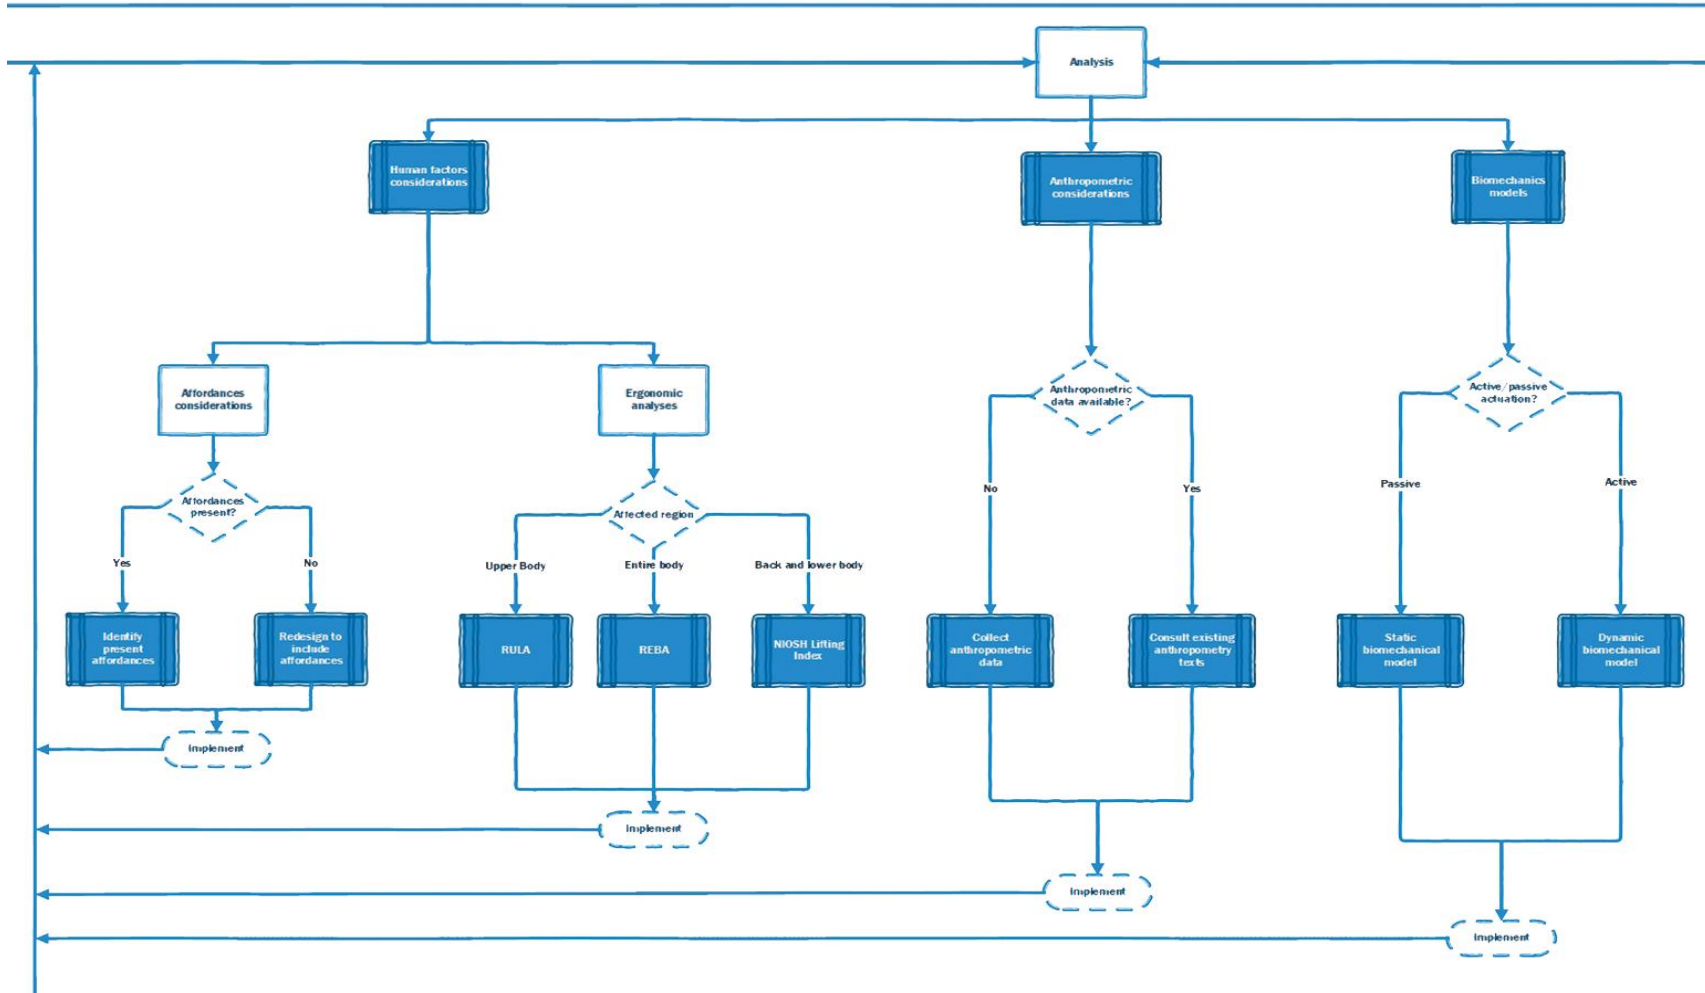 Analysis
Human factors
considerations
Anthropometric
considerations
Biomechanics
models
Affordances
considerations
Ergonomic
analyses
Anthropometric
data available?
Active/passive
actuation?
Affordances
present?
Affected region
No
Yes
Passive
Active
Yes
No
Upper Body
Entire body
Back and lower body
Identify
present
affordances
Redesign to
include
affordances
RULA
REBA
NIOSH Lifting
Index
Collect
anthropometric
data
Consult existing
anthropometry
texts
Static
biomechanical
model
Dynamic
biomechanical
model
Implement
Implement
Implement
Implement